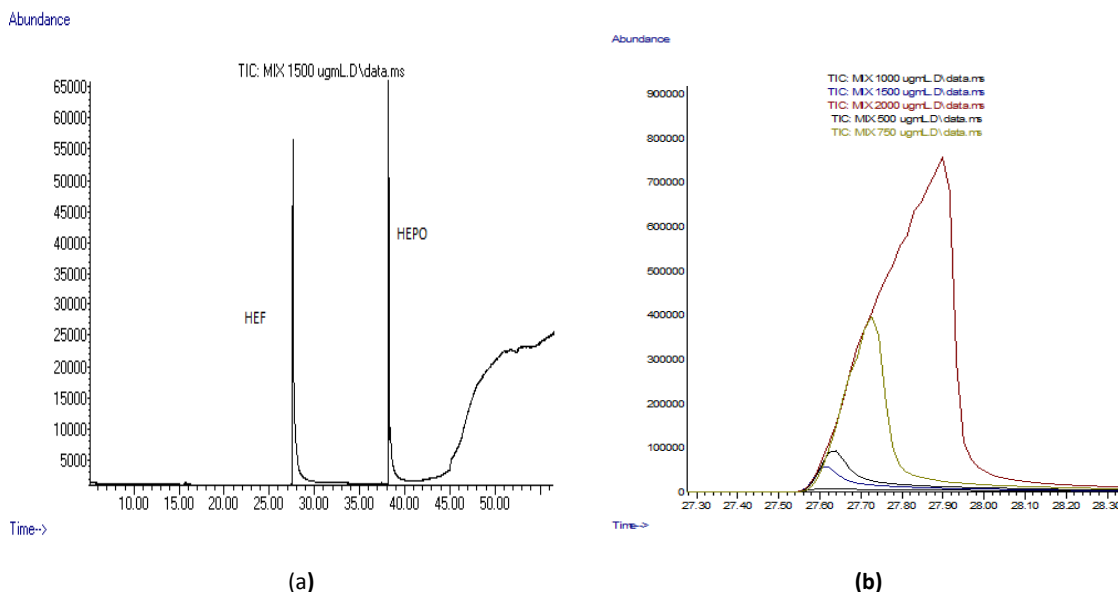 Abundance
TIC: MIX 1500 ugmL.D\data.ms
65000
60000
55000
50000
45000
40000
35000
30000
25000
20000
15000
10000
5000
HEF
HEPO
10.00 15.00 20.00 25.00 30.00 35.00 40.00 45.00 50.00
Time-->
(a)
Abundance
TIC: MIX 1000 ugmL.D\data.ms
TIC: MIX 1500 ugmL.D\data.ms
TIC: MIX 2000 ugmL.D\data.ms
TIC: MIX 500 ugmL.D\data.ms
TIC: MIX 750 ugmL.D\data.ms
900000
800000
700000
600000
500000
400000
300000
200000
100000
0
27.30 27.40 27.50 27.60 27.70 27.80 27.90 28.00 28.10 28.20 28.30
Time-->
(b)